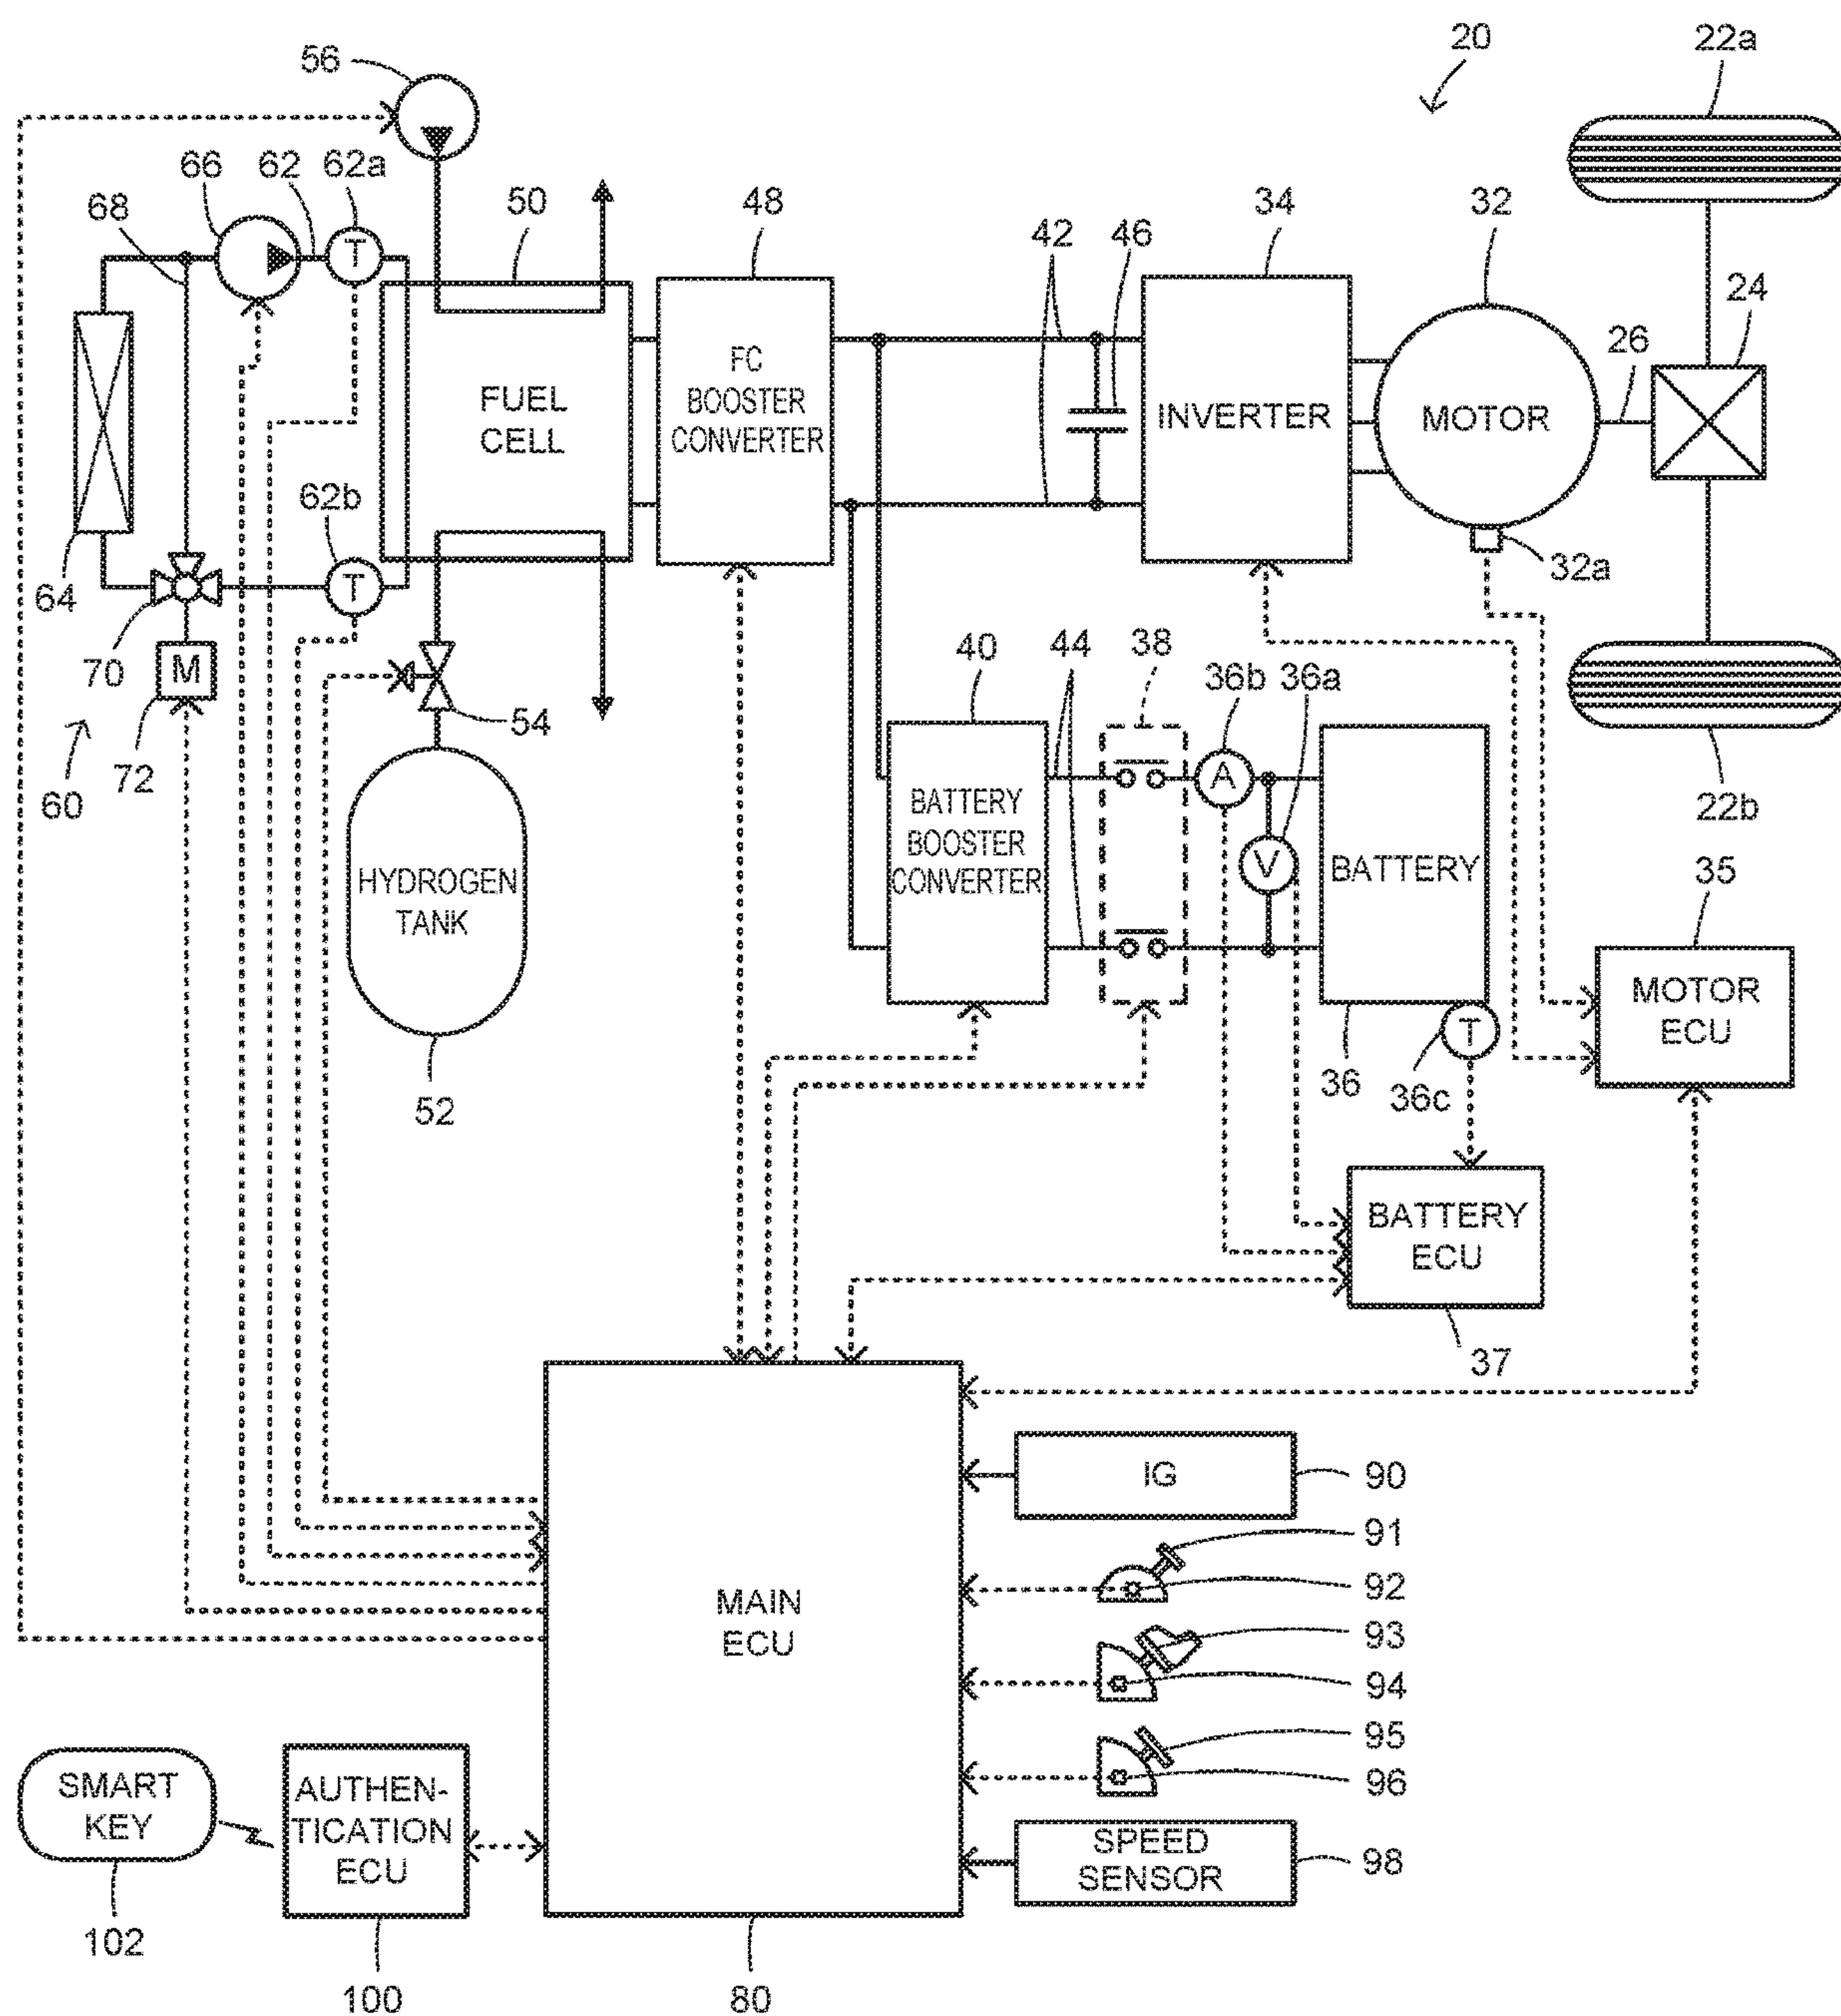 20
22a
56
66
62
62a
68
50
48
42
46
34
32
24
26
T
FUEL
CELL
FC
BOOSTER
CONVERTER
INVERTER
MOTOR
62b
T
64
70
M
72
60
54
32a
40
44
38
36b
36a
22b
HYDROGEN
TANK
52
BATTERY
BOOSTER
CONVERTER
A
V
BATTERY
35
MOTOR
ECU
T
36
36c
BATTERY
ECU
37
IG
90
91
92
MAIN
ECU
93
94
95
96
SMART
KEY
102
AUTHEN-
TICATION
ECU
100
80
SPEED
SENSOR
98